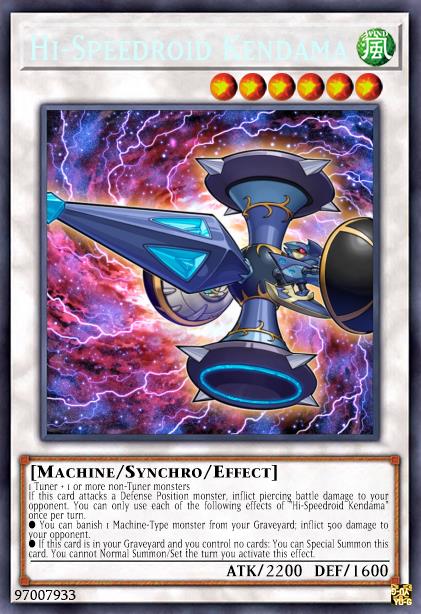 Hi-Speedroid Kendama
WIND
風
[Machine/Synchro/Effect]
1 Tuner + 1 or more non-Tuner monsters
If this card attacks a Defense Position monster, inflict piercing battle damage to your
opponent. You can only use each of the following effects of "Hi-Speedroid Kendama"
once per turn.
● You can banish 1 Machine-Type monster from your Graveyard; inflict 500 damage to
your opponent.
● If this card is in your Graveyard and you control no cards: You can Special Summon this
card. You cannot Normal Summon/Set the turn you activate this effect.
ATK/2200 DEF/1600
97007933